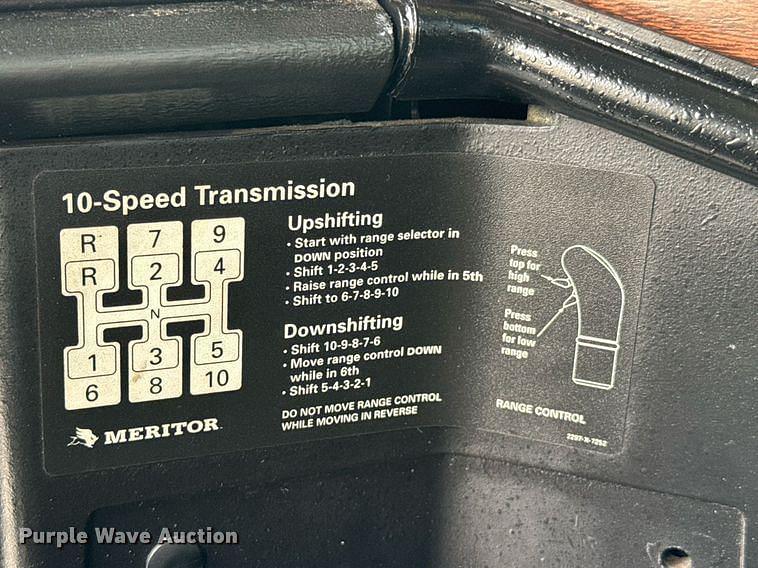 10-Speed Transmission
R 7 9
R 2 4
N
1 3 5
6 8 10
MERITOR
Upshifting
• Start with range selector in
DOWN position
• Shift 1-2-3-4-5
• Raise range control while in 5th
• Shift to 6-7-8-9-10
Downshifting
• Shift 10-9-8-7-6
• Move range control DOWN
while in 6th
• Shift 5-4-3-2-1
DO NOT MOVE RANGE CONTROL
WHILE MOVING IN REVERSE
Press
top for
high
range
Press
bottom
for low
range
RANGE CONTROL
2297-X-7252
Purple Wave Auction